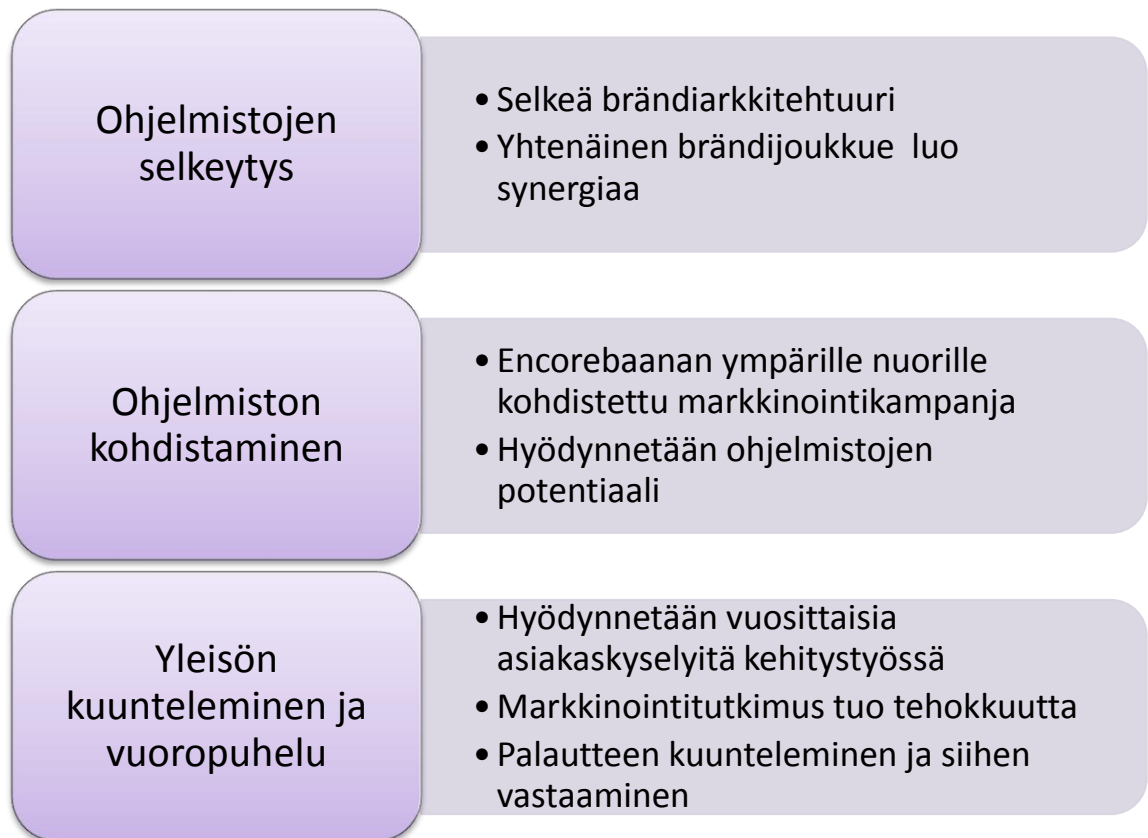 Ohjelmistojen
selkeytys
• Selkeä brändiarkkitehtuuri
• Yhtenäinen brändijoukkue luo
synergiaa
Ohjelmiston
kohdistaminen
• Encorebaanan ympärille nuorille
kohdistettu markkinointikampanja
• Hyödynnetään ohjelmistojen
potentiaali
Yleisön
kuunteleminen ja
vuoropuhelu
• Hyödynnetään vuosittaisia
asiakaskyselyitä kehitystyössä
• Markkinointitutkimus tuo tehokkuutta
• Palautteen kuunteleminen ja siihen
vastaaminen